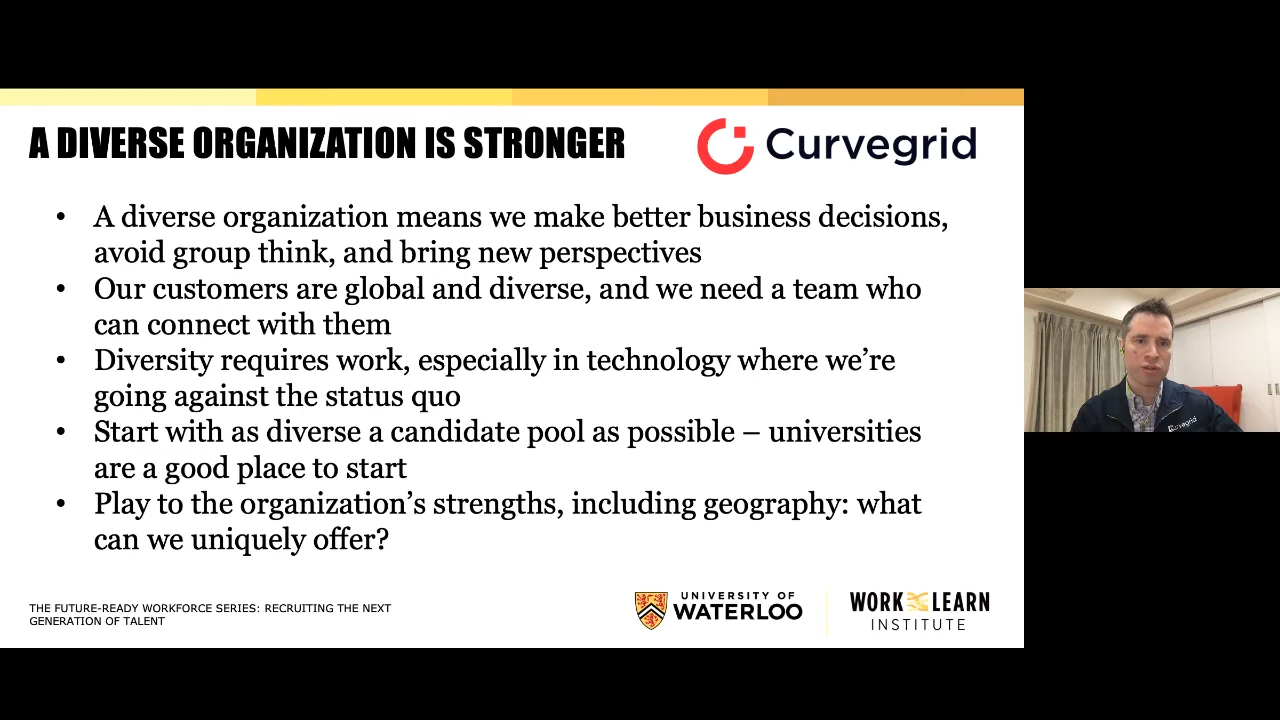 A DIVERSE ORGANIZATION IS STRONGER
Curvegrid
• A diverse organization means we make better business decisions,
avoid group think, and bring new perspectives
• Our customers are global and diverse, and we need a team who
can connect with them
• Diversity requires work, especially in technology where we’re
going against the status quo
• Start with as diverse a candidate pool as possible – universities
are a good place to start
• Play to the organization’s strengths, including geography: what
can we uniquely offer?
Curvegrid
THE FUTURE-READY WORKFORCE SERIES: RECRUITING THE NEXT
GENERATION OF TALENT
UNIVERSITY OF
WATERLOO
WORK LEARN
INSTITUTE